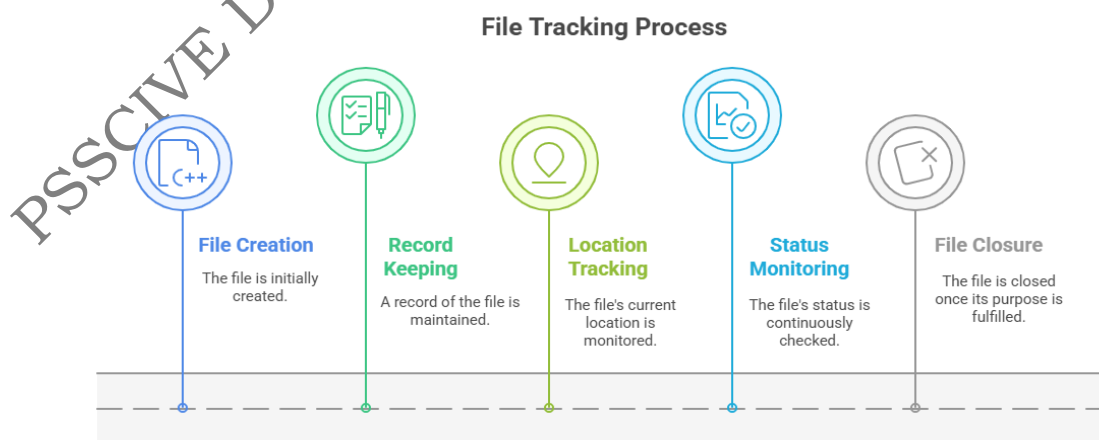 File Tracking Process
PSSCIVE D
C++
File Creation
The file is initially
created.
Record
Keeping
A record of the file is
maintained.
Location
Tracking
The file's current
location is
monitored.
Status
Monitoring
The file's status is
continuously
checked.
File Closure
The file is closed
once its purpose is
fulfilled.